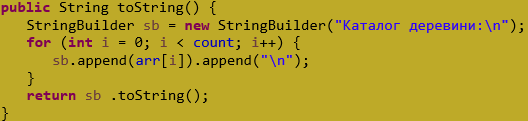 public String toString() {
    StringBuilder sb = new StringBuilder("Каталог деревини:\n");
    for (int i = 0; i < count; i++) {
        sb.append(arr[i]).append("\n");
    }
    return sb .toString();
}